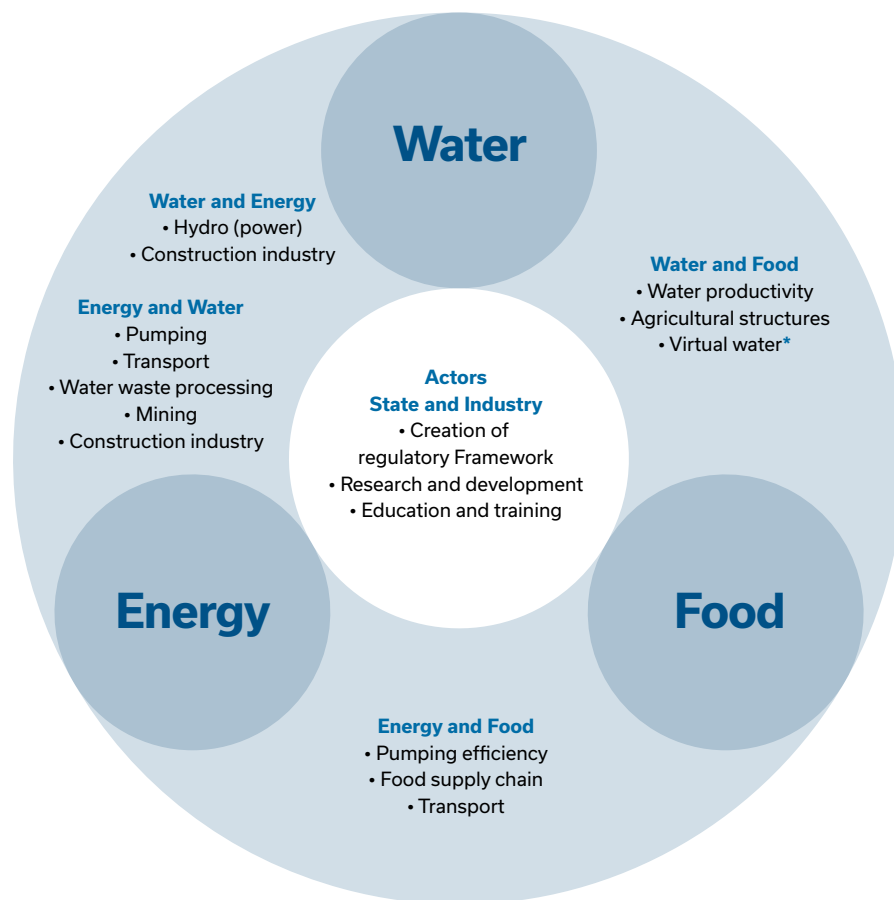 Water
Water and Energy
• Hydro (power)
• Construction industry
Energy and Water
• Pumping
• Transport
• Water waste processing
• Mining
• Construction industry
Water and Food
• Water productivity
• Agricultural structures
• Virtual water*
Actors
State and Industry
• Creation of
regulatory Framework
• Research and development
• Education and training
Energy
Food
Energy and Food
• Pumping efficiency
• Food supply chain
• Transport